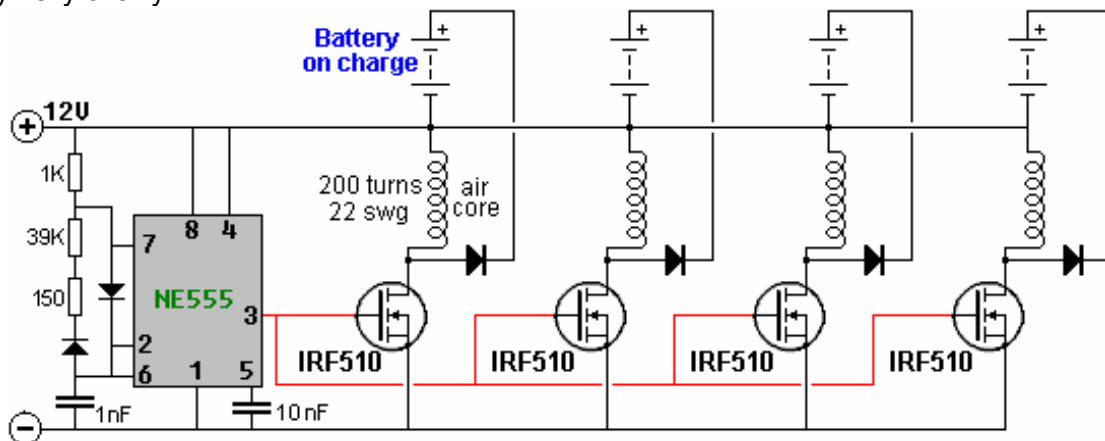 Battery
on charge
+
+
+
+
+
12V
1K
39K
150
200 turns
22 swg
air
core
8
4
7
NE555
3
2
6
1
5
1nF
10nF
IRF510
IRF510
IRF510
IRF510
−